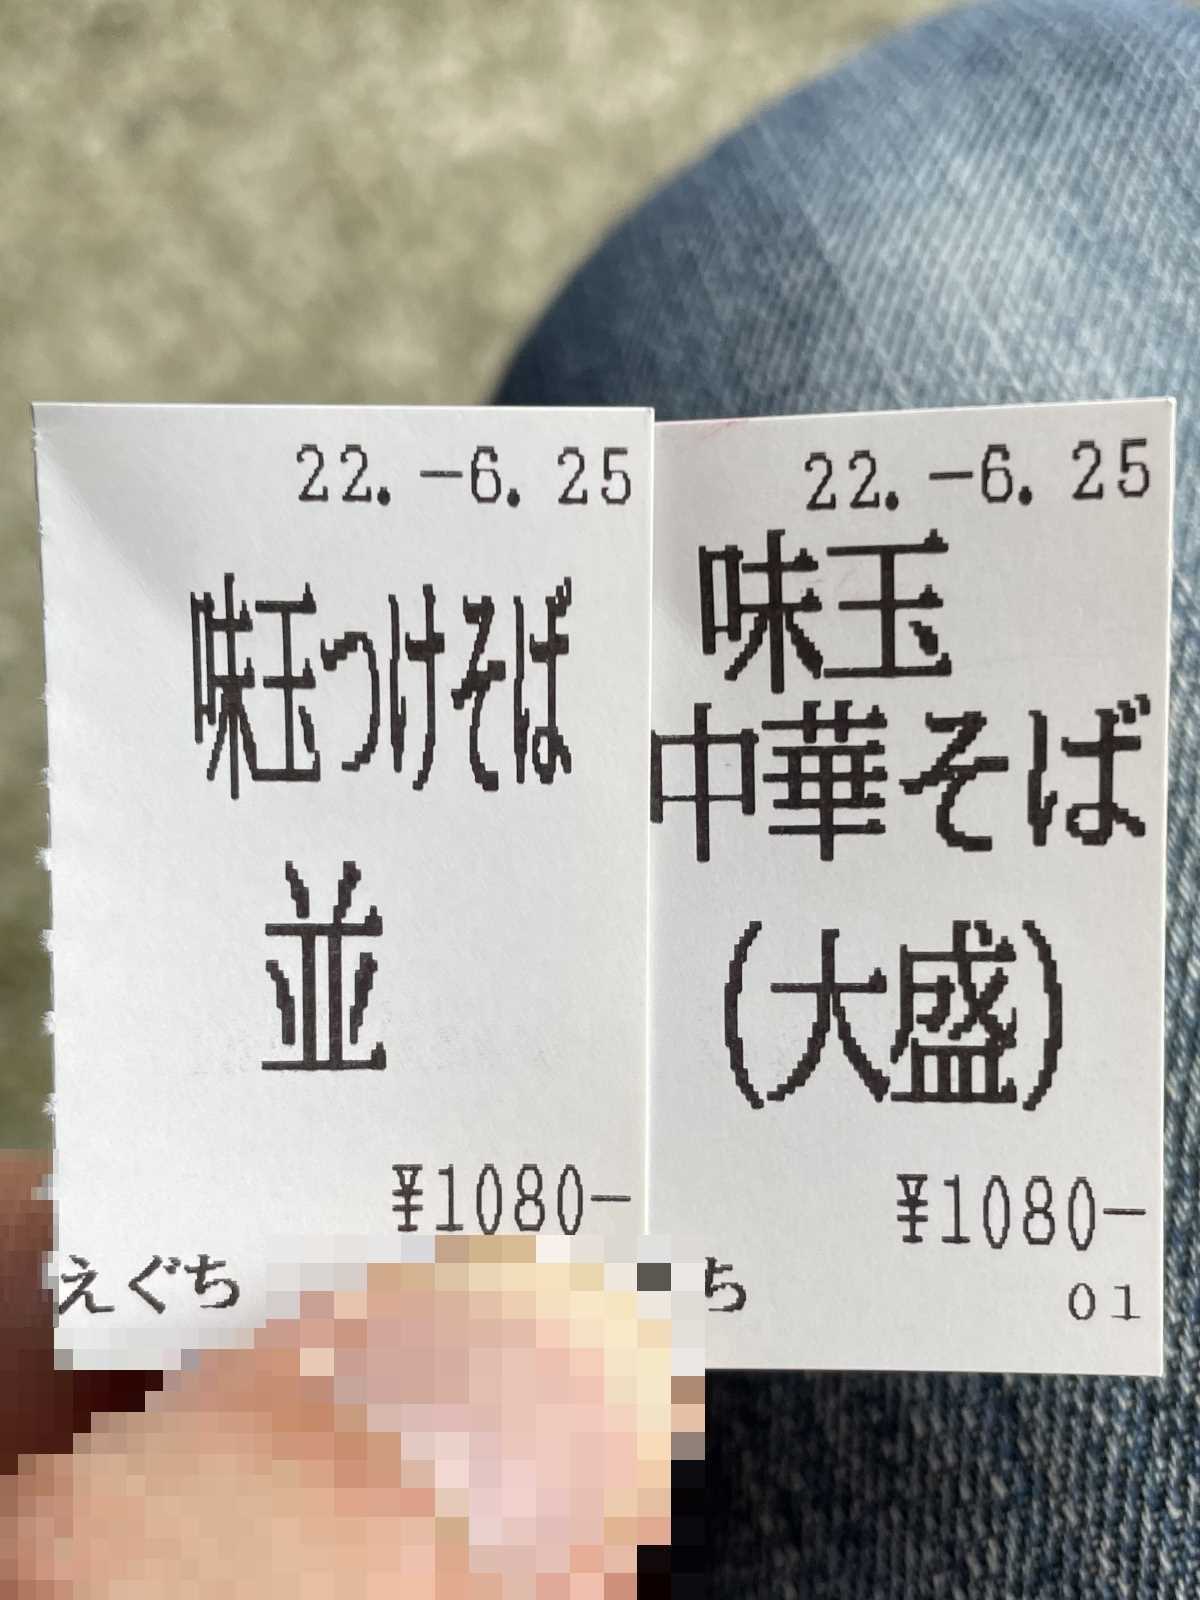 22.-6.25
味玉つけそば
並
¥1080-
えぐち
22.-6.25
味玉
中華そば
(大盛)
¥1080-
ち
01